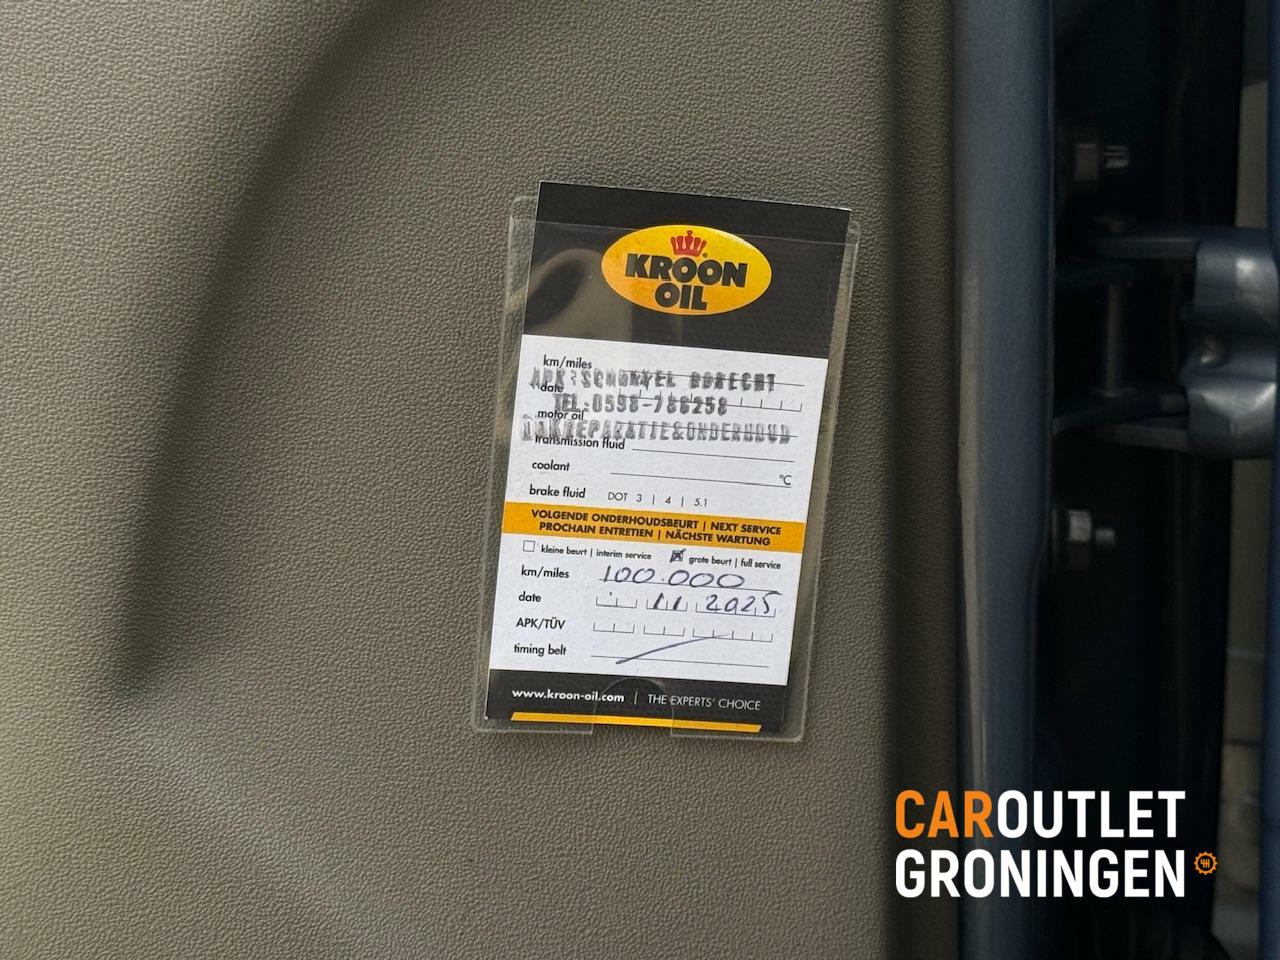 KROON
OIL
km/miles
APK: SCHONVEL BORECHT
date
TEL.0598-786258
motor oil
REPARATIE&ONDERHOUD
transmission fluid
coolant °C
brake fluid DOT 3 | 4 | 5.1
VOLGENDE ONDERHOUDSBEURT | NEXT SERVICE
PROCHAIN ENTRETIEN | NÄCHSTE WARTUNG
kleine beurt | interim service grote beurt | full service
km/miles 100.000
date 11 2025
APK/TÜV
timing belt
www.kroon-oil.com | THE EXPERTS' CHOICE
CAROUTLET
GRONINGEN